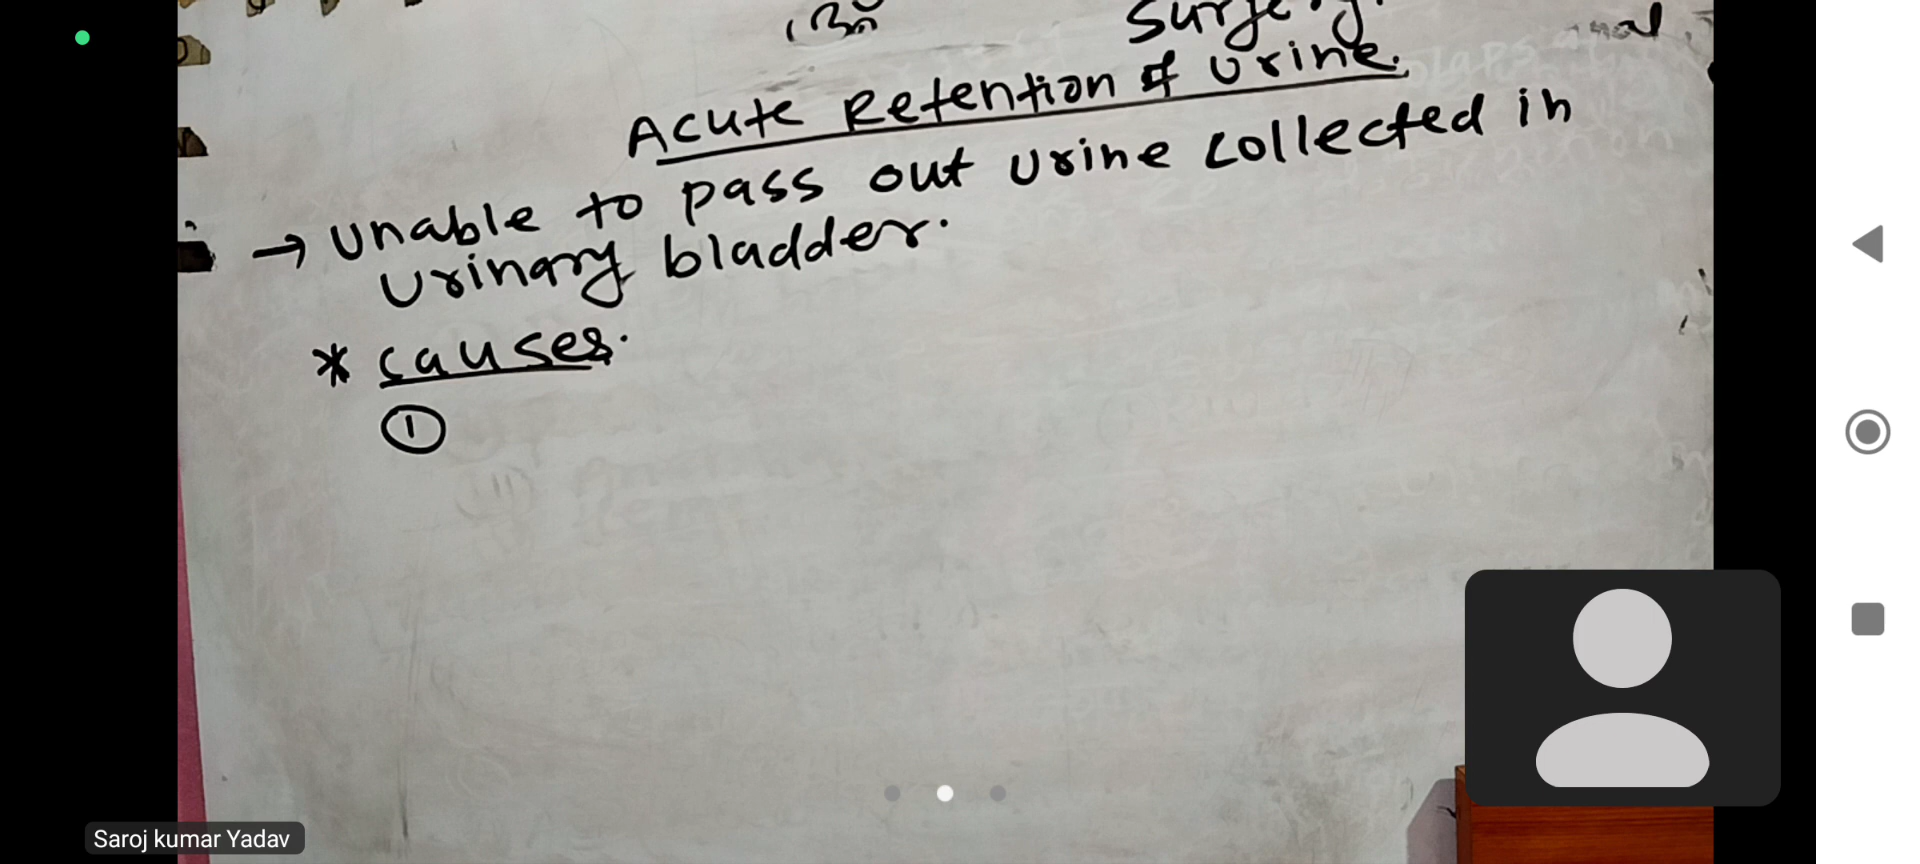 Surgery.
Acute Retention of Urine.
→ Unable to pass out urine collected in
Urinary bladder.
* causes.
①
Saroj kumar Yadav